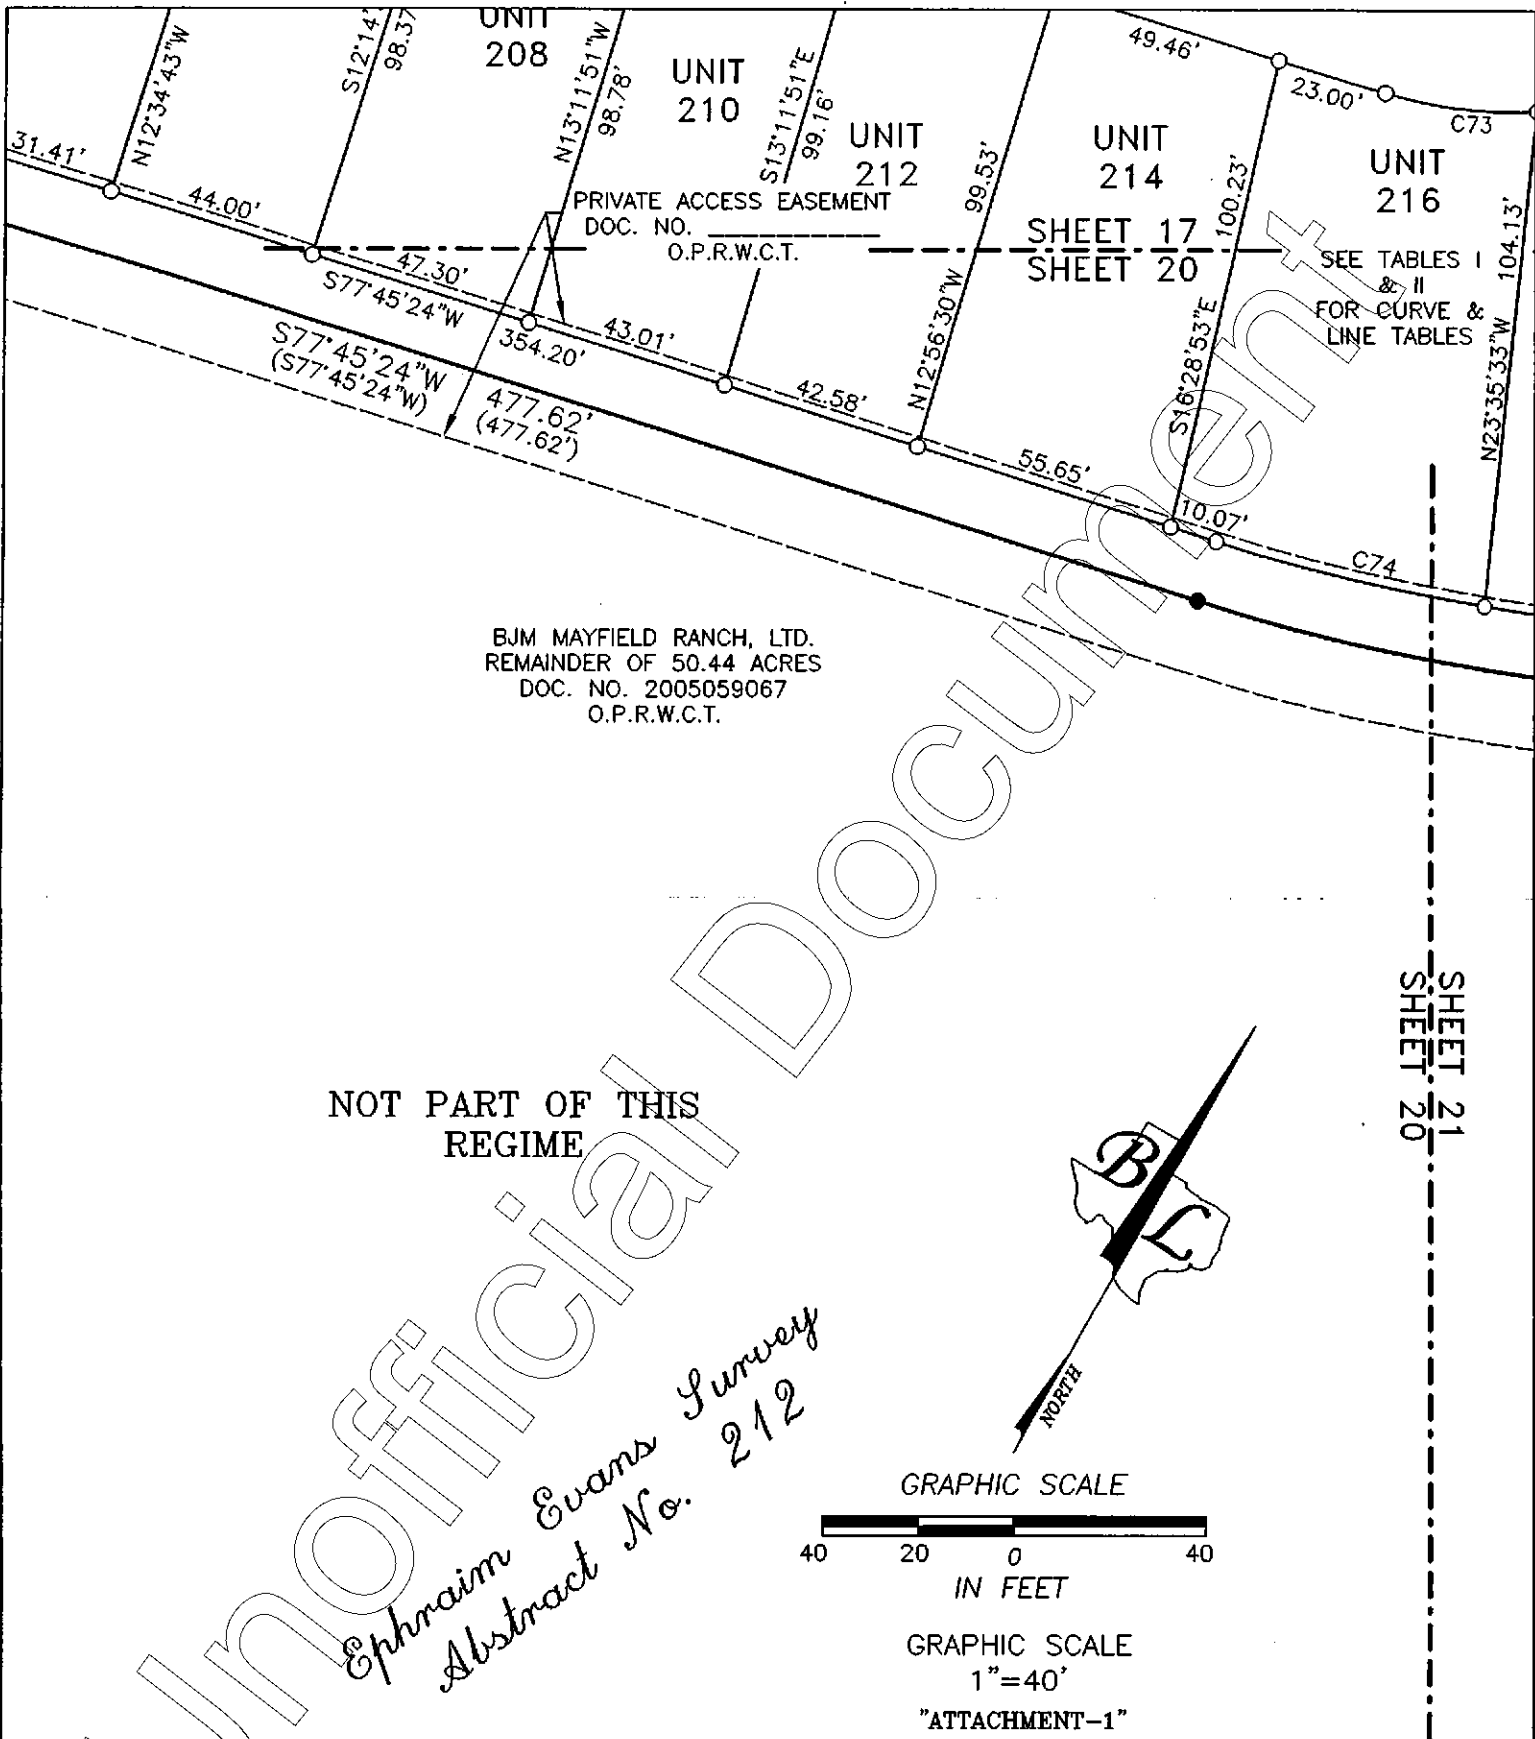 UNIT
208
UNIT
210
UNIT
212
UNIT
214
UNIT
216
N12°34'43"W
S12°14'
98.37
N13°11'51"W
98.78'
S13°11'51"E
99.16'
99.53'
N12°56'30"W
100.23'
S16°28'53"E
104.13'
N23°35'33"W
49.46'
23.00'
C73
31.41'
44.00'
47.30'
S77°45'24"W
354.20'
43.01'
42.58'
55.65'
10.07'
C74
PRIVATE ACCESS EASEMENT
DOC. NO. ____________
O.P.R.W.C.T.
SHEET 17
SHEET 20
SEE TABLES I
& II
FOR CURVE &
LINE TABLES
S77°45'24"W
(S77°45'24"W)
477.62'
(477.62')
BJM MAYFIELD RANCH, LTD.
REMAINDER OF 50.44 ACRES
DOC. NO. 2005059067
O.P.R.W.C.T.
SHEET 21
SHEET 20
NOT PART OF THIS
REGIME
Unofficial Document
B
L
NORTH
Ephraim Evans Survey
Abstract No. 212
GRAPHIC SCALE
40 20 0 40
IN FEET
GRAPHIC SCALE
1"=40'
"ATTACHMENT-1"